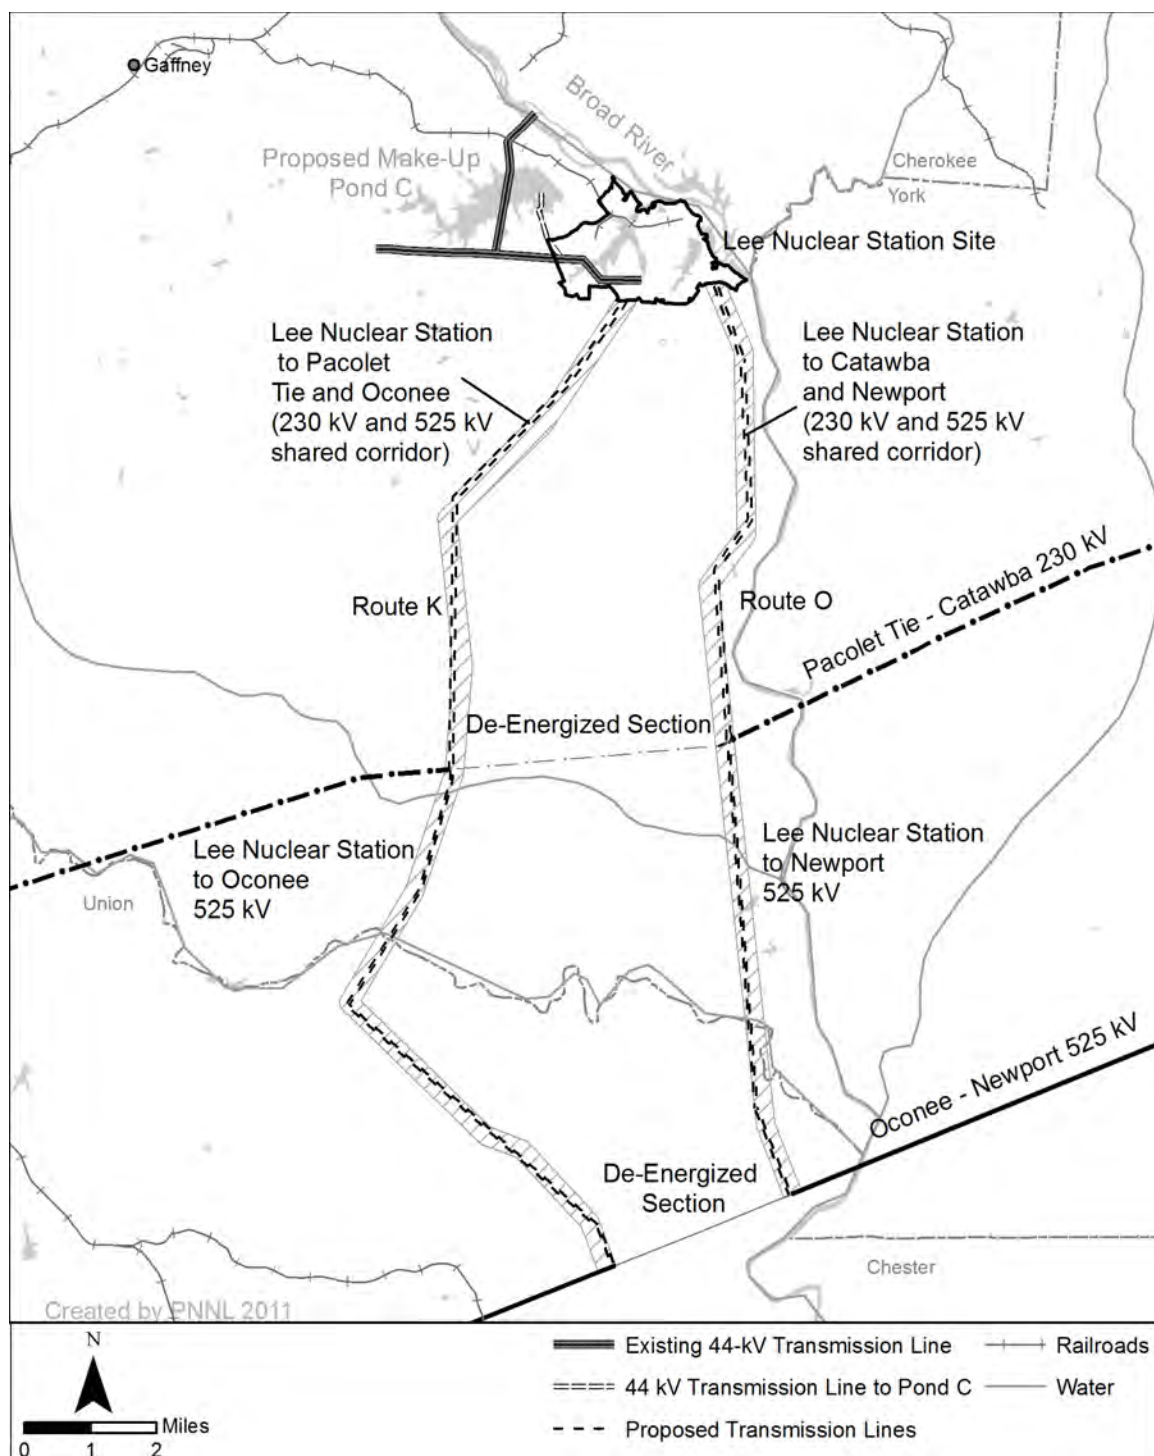 Gaffney
Broad River
Proposed Make-Up
Pond C
Cherokee
York
Lee Nuclear Station Site
Lee Nuclear Station
to Pacolet
Tie and Oconee
(230 kV and 525 kV
shared corridor)
Lee Nuclear Station
to Catawba
and Newport
(230 kV and 525 kV
shared corridor)
Route K
Route O
Pacolet Tie - Catawba 230 kV
De-Energized Section
Lee Nuclear Station
to Oconee
525 kV
Lee Nuclear Station
to Newport
525 kV
Union
Oconee - Newport 525 kV
De-Energized
Section
Chester
Created by PNNL 2011
N
Miles
0 1 2
Existing 44-kV Transmission Line
44 kV Transmission Line to Pond C
Proposed Transmission Lines
Railroads
Water